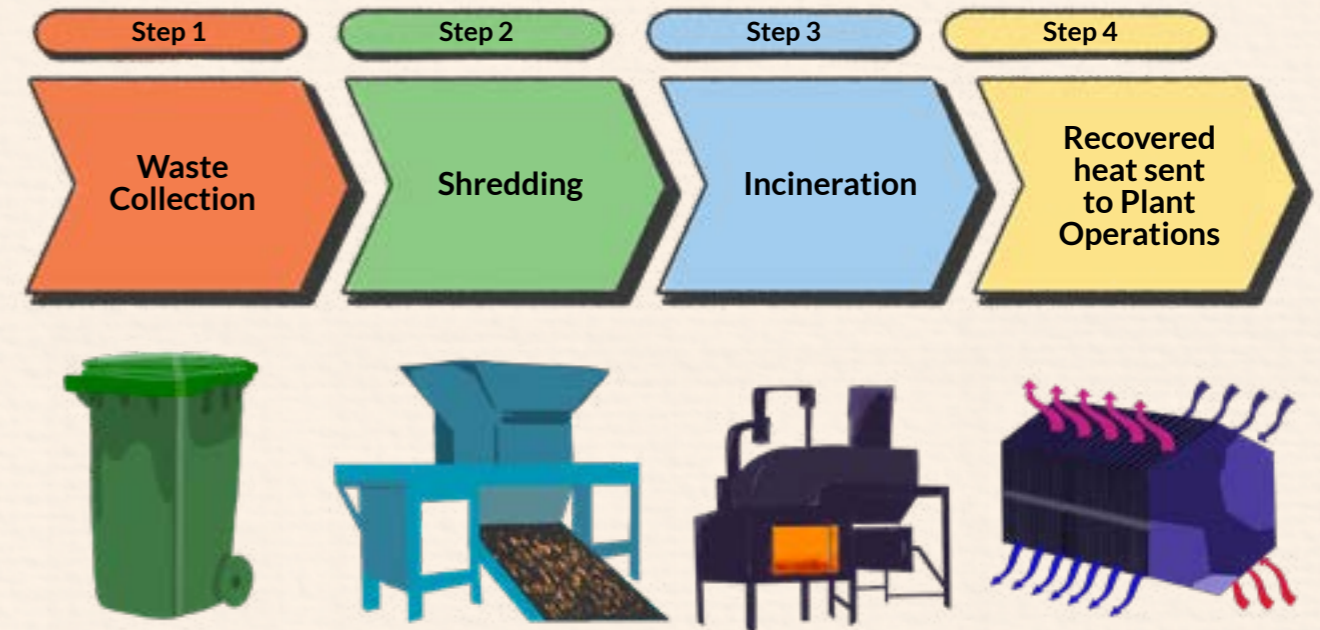 Step 1
Step 2
Step 3
Step 4
Waste
Collection
Shredding
Incineration
Recovered
heat sent
to Plant
Operations